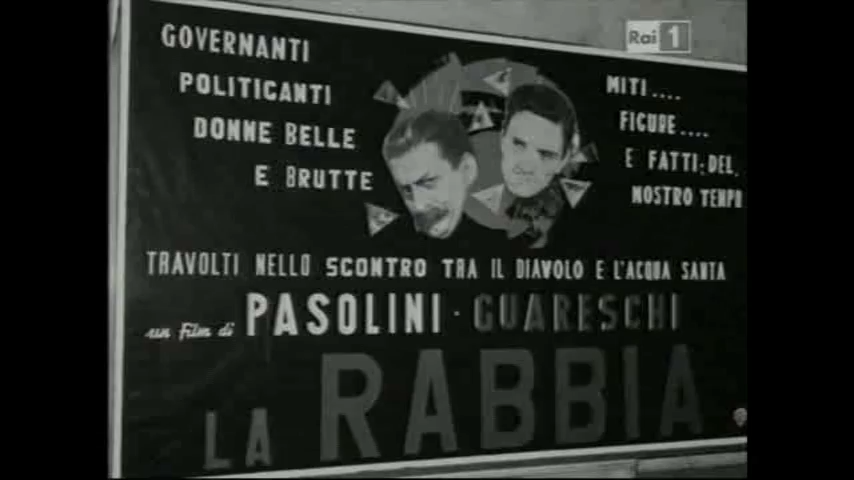 Rai 1
GOVERNANTI
POLITICANTI
DONNE BELLE
E BRUTTE
MITI....
FIGURE....
E FATTI: DEL.
NOSTRO TEMPO
TRAVOLTI NELLO SCONTRO TRA IL DIAVOLO E L'ACQUA SANTA
un film di PASOLINI · GUARESCHI
LA RABBIA